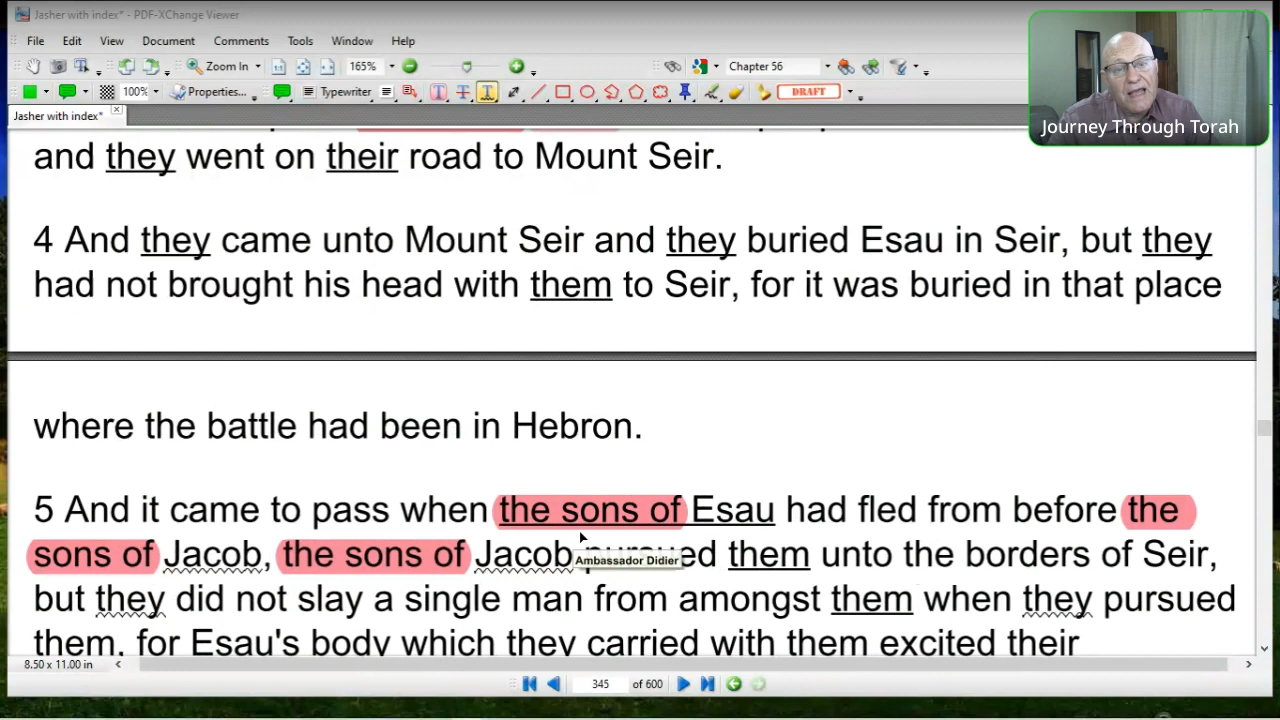 Jasher with index* - PDF-XChange Viewer
File Edit View Document Comments Tools Window Help
Zoom In 165% Chapter 56
100% Properties... Typewriter DRAFT
Jasher with index*
Journey Through Torah
and they went on their road to Mount Seir.
4 And they came unto Mount Seir and they buried Esau in Seir, but they
had not brought his head with them to Seir, for it was buried in that place
where the battle had been in Hebron.
5 And it came to pass when the sons of Esau had fled from before the
sons of Jacob, the sons of Jacob pursued them unto the borders of Seir,
Ambassador Didier
but they did not slay a single man from amongst them when they pursued
them, for Esau's body which they carried with them excited their
8.50 x 11.00 in
345 of 600